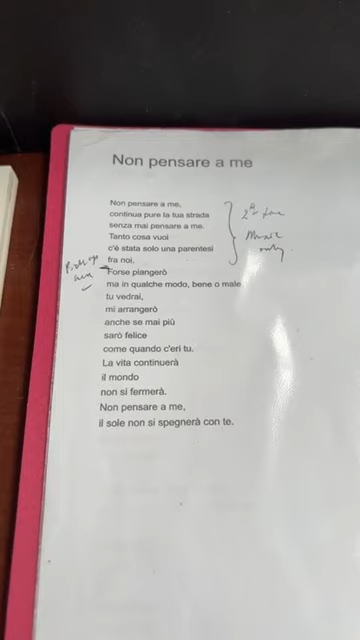 Non pensare a me
Non pensare a me,
continua pure la tua strada
senza mai pensare a me.
Tanto cosa vuoi
c'è stata solo una parentesi
fra noi,
Forse piangerò
ma in qualche modo, bene o male
tu vedrai,
mi arrangerò
anche se mai più
sarò felice
come quando c'eri tu.
La vita continuerà
il mondo
non si fermerà.
Non pensare a me,
il sole non si spegnerà con te.
Music
only.